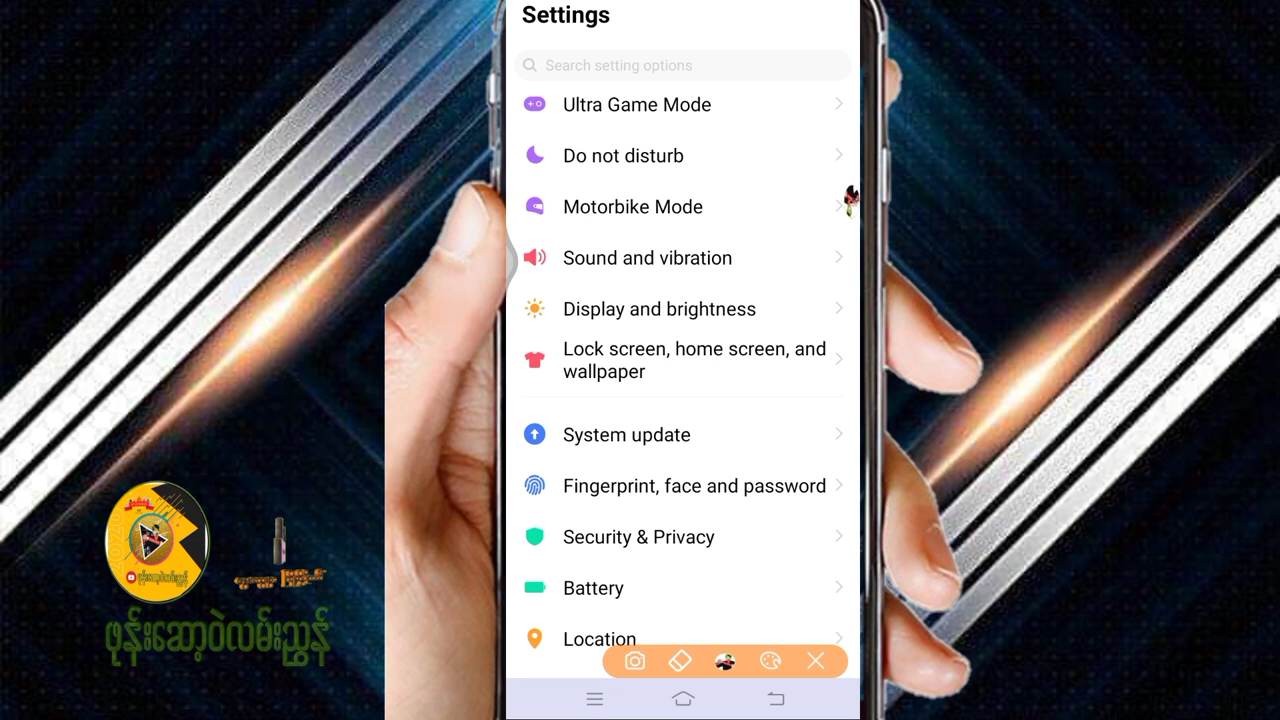 Settings
Search setting options
Ultra Game Mode
Do not disturb
Motorbike Mode
Sound and vibration
Display and brightness
Lock screen, home screen, and
wallpaper
System update
Fingerprint, face and password
Security & Privacy
Battery
Location
ဖုန်းဆော့ဝဲလမ်းညွှန်